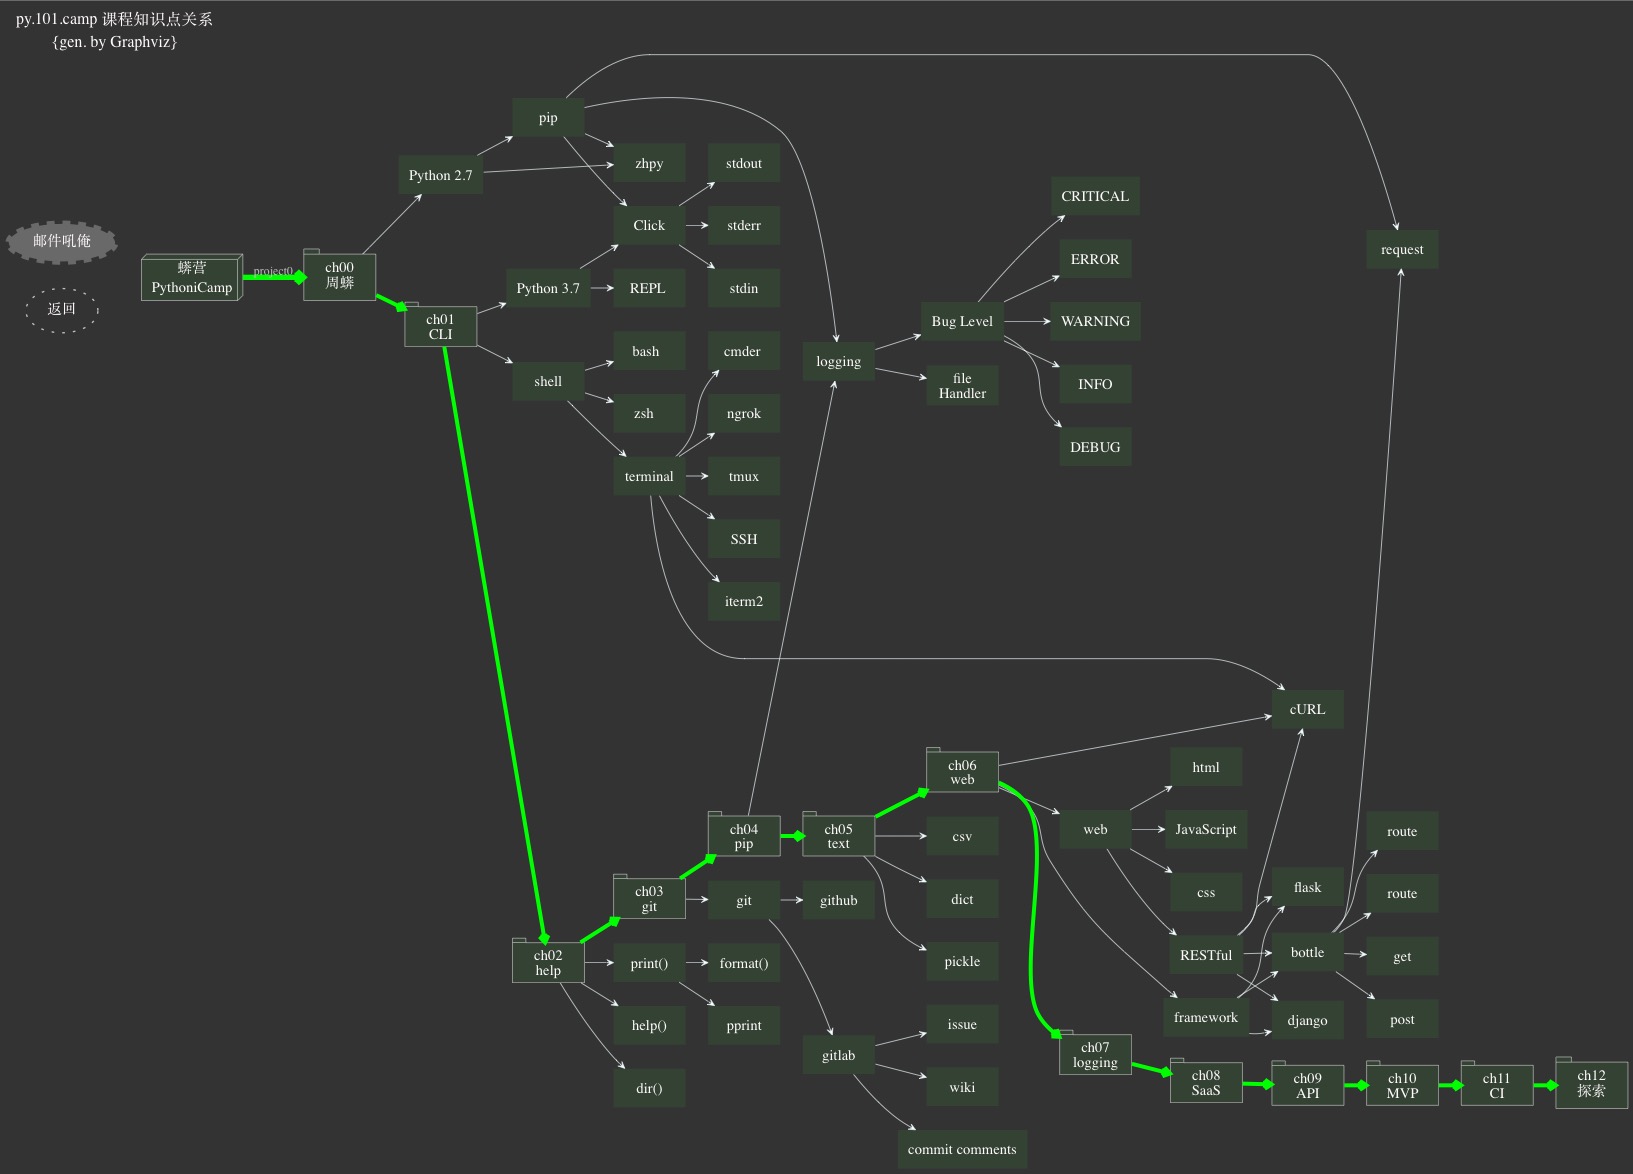 py.101.camp 课程知识点关系
{gen. by Graphviz}
邮件吼俺
返回
蟒营
PythoniCamp
project0
ch00
周蟒
ch01
CLI
Python 2.7
pip
zhpy
Click
stdout
stderr
stdin
Python 3.7
REPL
shell
bash
zsh
terminal
cmder
ngrok
tmux
SSH
iterm2
logging
Bug Level
file
Handler
CRITICAL
ERROR
WARNING
INFO
DEBUG
request
cURL
ch02
help
print()
format()
pprint
help()
dir()
ch03
git
git
github
gitlab
issue
wiki
commit comments
ch04
pip
ch05
text
csv
dict
pickle
ch06
web
web
html
JavaScript
css
RESTful
framework
flask
bottle
django
route
route
get
post
ch07
logging
ch08
SaaS
ch09
API
ch10
MVP
ch11
CI
ch12
探索